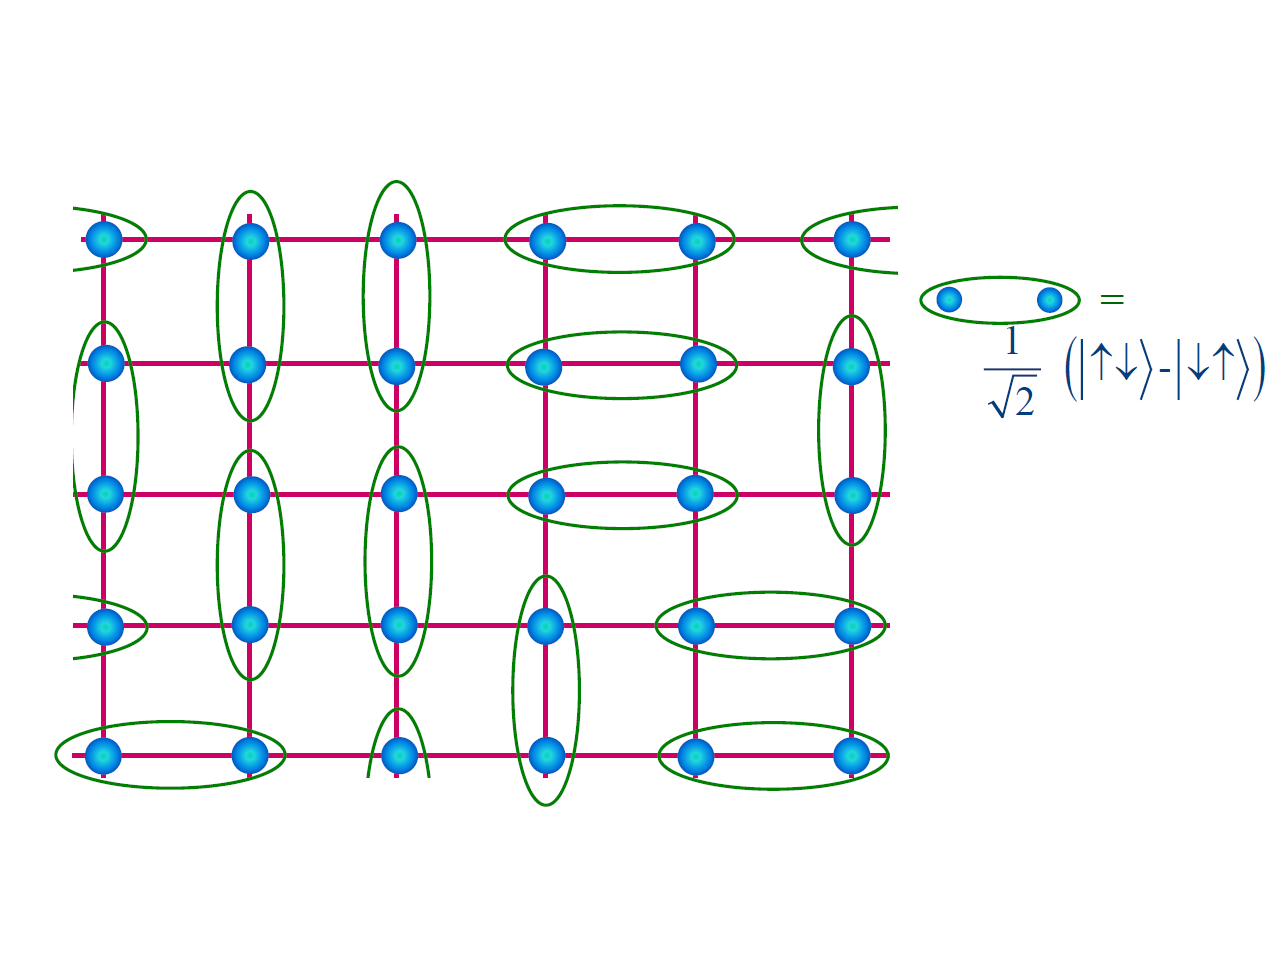 =
1/√2 (|↑↓⟩-|↓↑⟩)